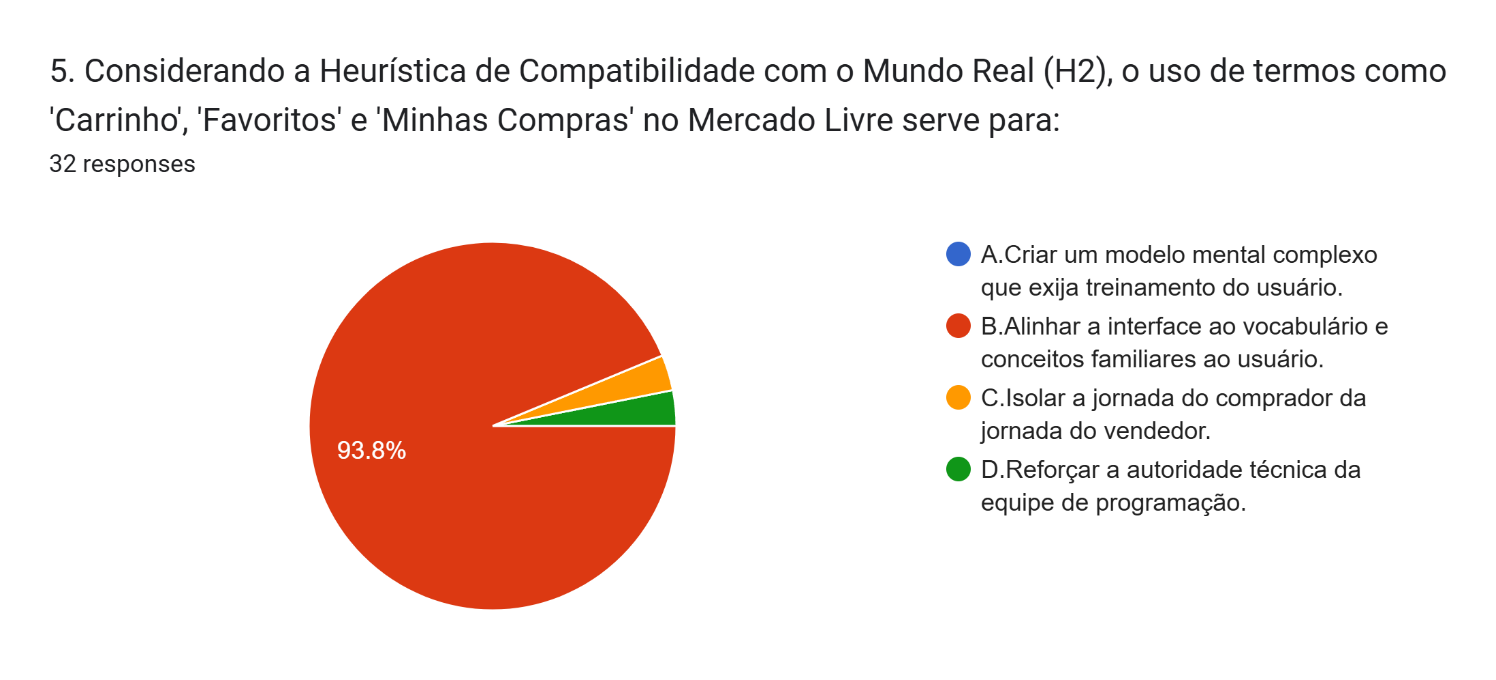 5. Considerando a Heurística de Compatibilidade com o Mundo Real (H2), o uso de termos como
'Carrinho', 'Favoritos' e 'Minhas Compras' no Mercado Livre serve para:
32 responses
93.8%
A.Criar um modelo mental complexo
que exija treinamento do usuário.
B.Alinhar a interface ao vocabulário e
conceitos familiares ao usuário.
C.Isolar a jornada do comprador da
jornada do vendedor.
D.Reforçar a autoridade técnica da
equipe de programação.